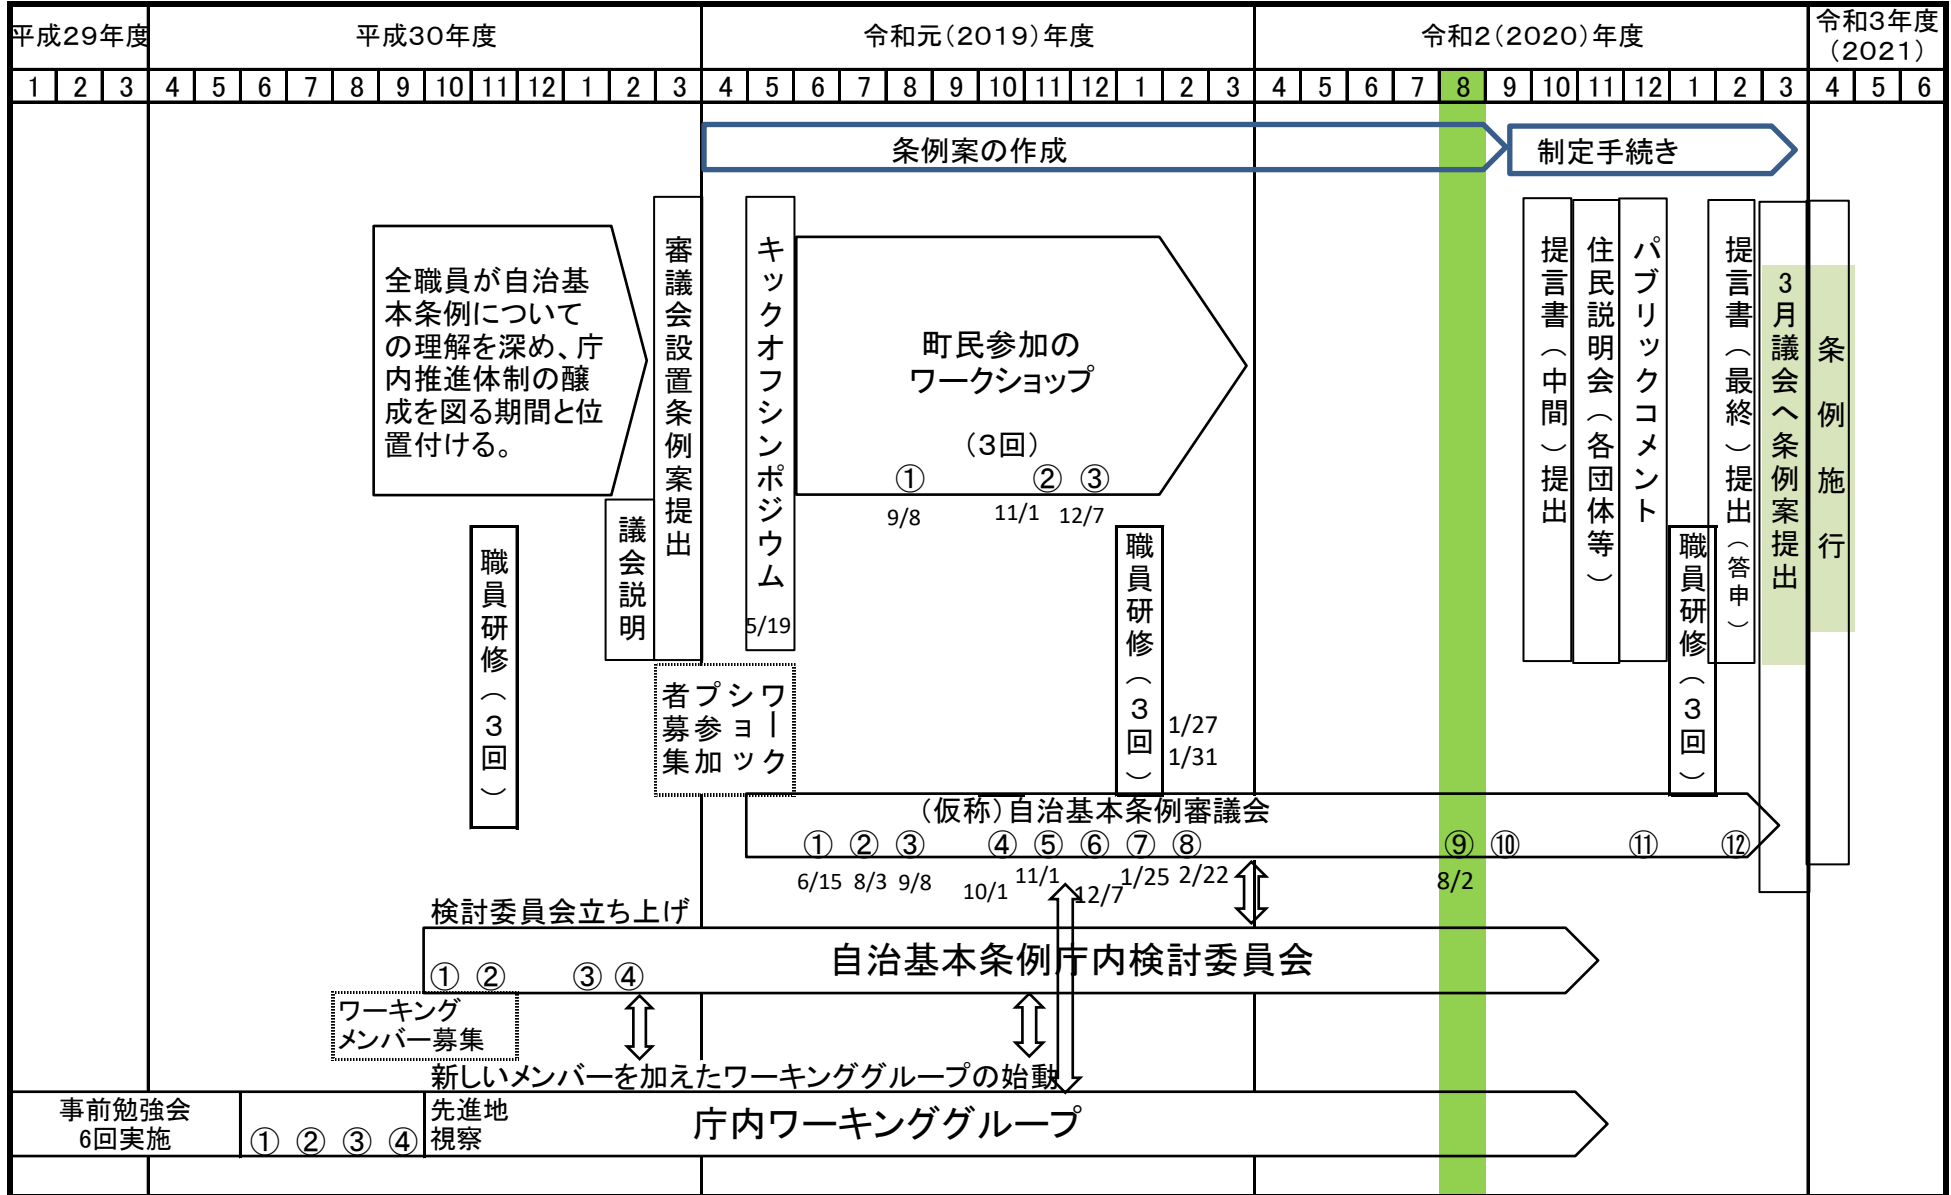 平成29年度
平成30年度
令和元(2019)年度
令和2(2020)年度
令和3年度
(2021)
1 2 3 4 5 6 7 8 9 10 11 12 1 2 3 4 5 6 7 8 9 10 11 12 1 2 3 4 5 6 7 8 9 10 11 12 1 2 3 4 5 6
条例案の作成
制定手続き
全職員が自治基
本条例について
の理解を深め、庁
内推進体制の醸
成を図る期間と位
置付ける。
職員研修(3回)
議会説明
審議会設置条例案提出
キックオフシンポジウム
5/19
ワークショップ参加者募集
町民参加の
ワークショップ
(3回)
① ② ③
9/8 11/1 12/7
職員研修(3回)
1/27
1/31
提言書(中間)提出
住民説明会(各団体等)
パブリックコメント
職員研修(3回)
提言書(最終)提出(答申)
3月議会へ条例案提出
条例施行
(仮称)自治基本条例審議会
① ② ③ ④ ⑤ ⑥ ⑦ ⑧ ⑨ ⑩ ⑪ ⑫
6/15 8/3 9/8 10/1 11/1 12/7 1/25 2/22 8/2
検討委員会立ち上げ
自治基本条例庁内検討委員会
① ② ③ ④
ワーキング
メンバー募集
新しいメンバーを加えたワーキンググループの始動
事前勉強会
6回実施
① ② ③ ④
先進地
視察
庁内ワーキンググループ